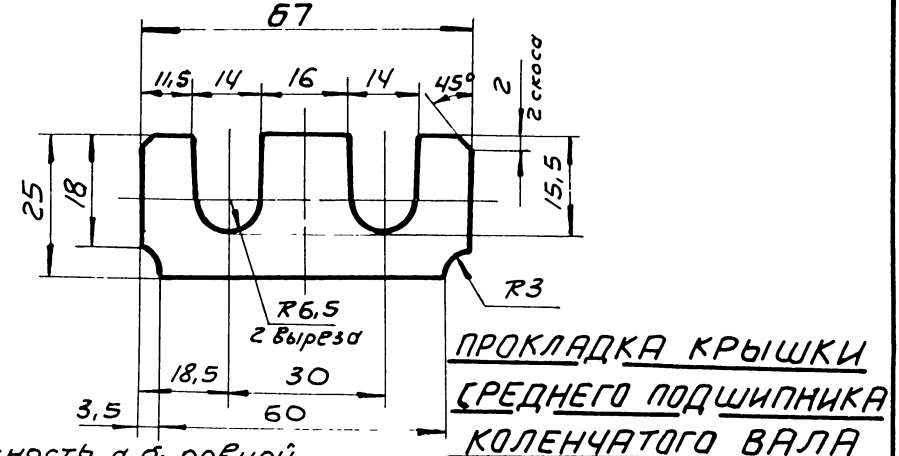 67
11,5 14 16 14 45° 2
2 скоса
25 18 15,5
R6,5
2 выреза
R3
18,5 30
3,5 60
ПРОКЛАДКА КРЫШКИ
СРЕДНЕГО ПОДШИПНИКА
КОЛЕНЧАТОГО ВАЛА